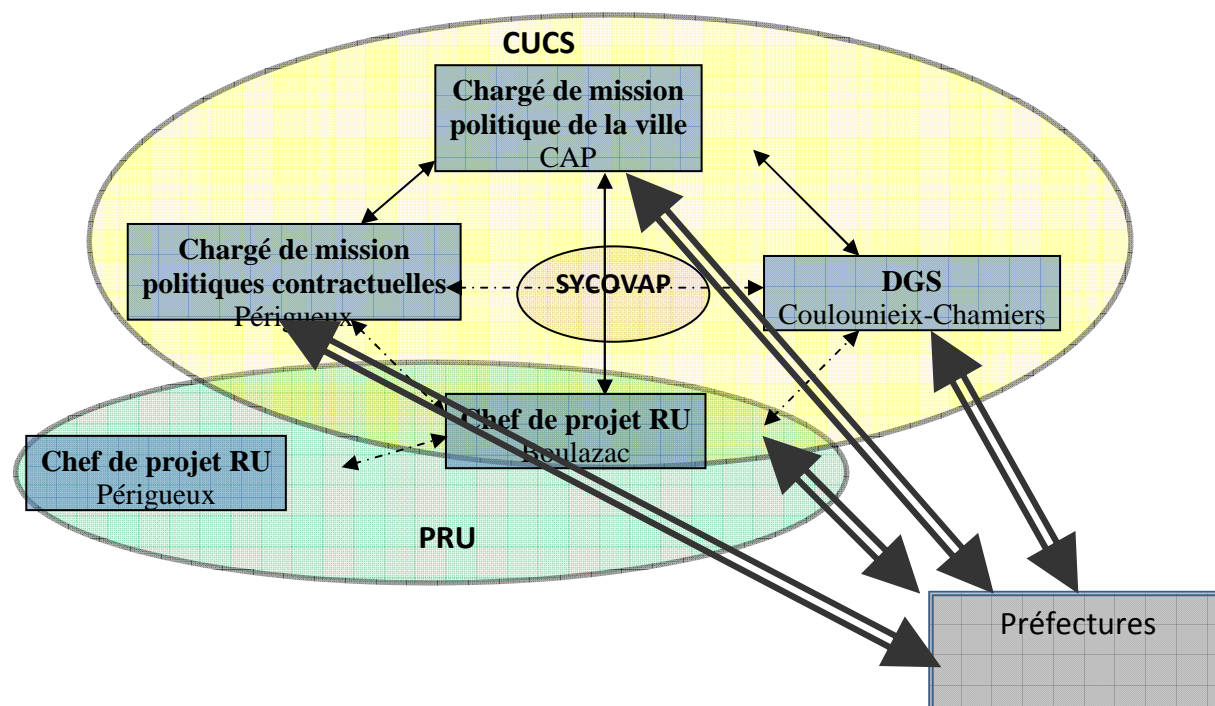 CUCS
Chargé de mission
politique de la ville
CAP
Chargé de mission
politiques contractuelles
Périgueux
SYCOVAP
DGS
Coulounieix-Chamiers
Chef de projet RU
Boulazac
Chef de projet RU
Périgueux
PRU
Préfectures